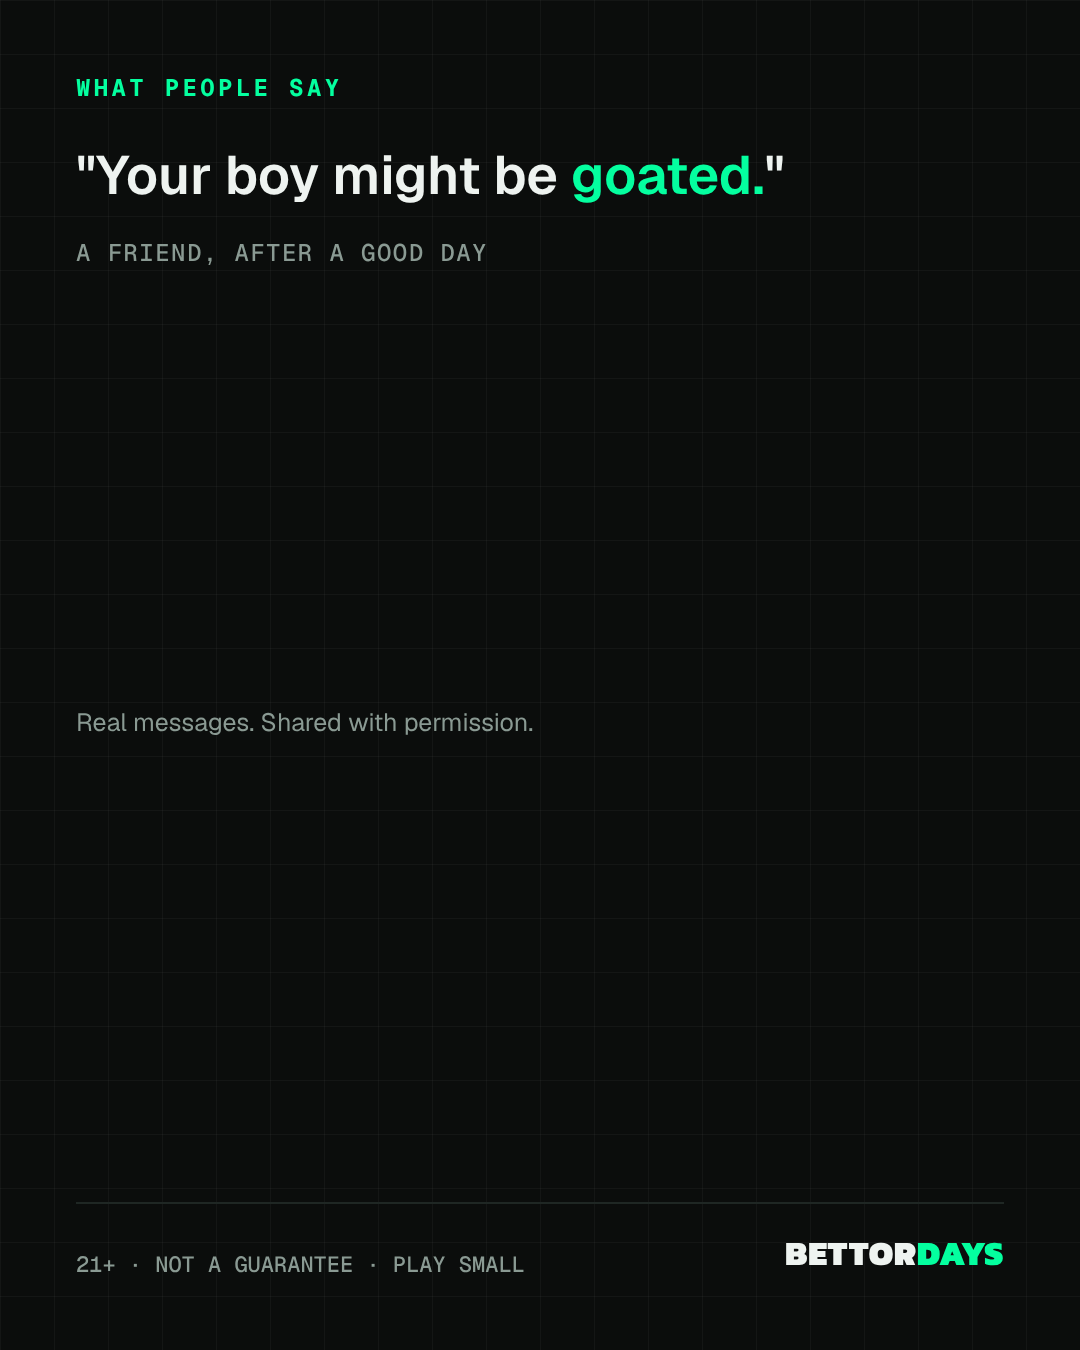 WHAT PEOPLE SAY
"Your boy might be goated."
A FRIEND, AFTER A GOOD DAY
Real messages. Shared with permission.
21+ · NOT A GUARANTEE · PLAY SMALL
BETTORDAYS